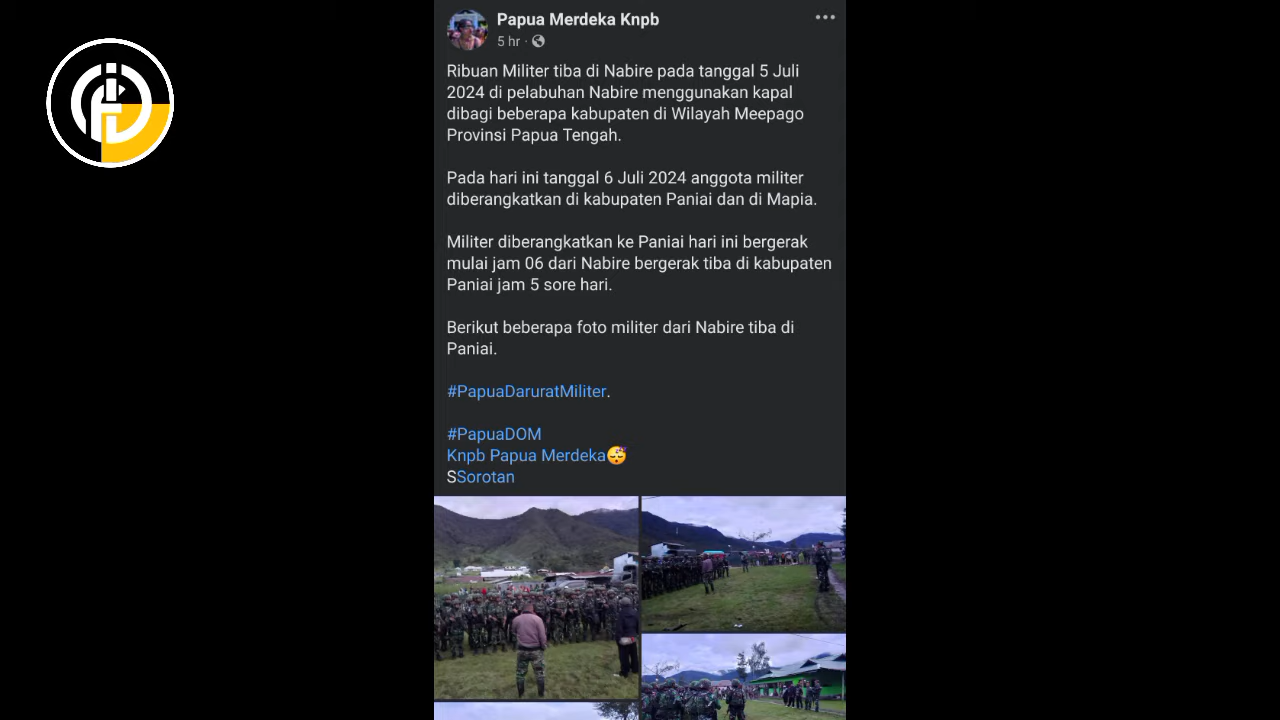 Papua Merdeka Knpb
5 hr ·
Ribuan Militer tiba di Nabire pada tanggal 5 Juli
2024 di pelabuhan Nabire menggunakan kapal
dibagi beberapa kabupaten di Wilayah Meepago
Provinsi Papua Tengah.
Pada hari ini tanggal 6 Juli 2024 anggota militer
diberangkatkan di kabupaten Paniai dan di Mapia.
Militer diberangkatkan ke Paniai hari ini bergerak
mulai jam 06 dari Nabire bergerak tiba di kabupaten
Paniai jam 5 sore hari.
Berikut beberapa foto militer dari Nabire tiba di
Paniai.
#PapuaDaruratMiliter.
#PapuaDOM
Knpb Papua Merdeka😴
SSorotan